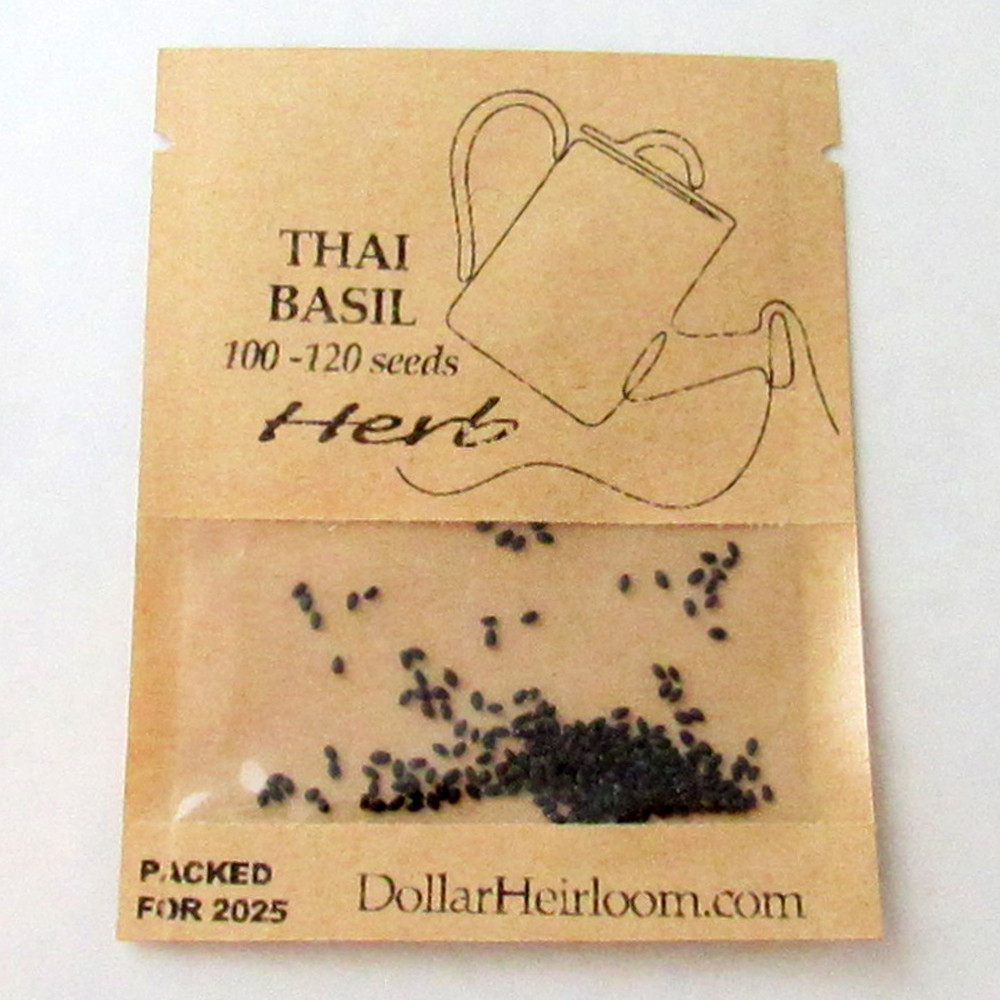 THAI
BASIL
100 -120 seeds
Herb
PACKED
FOR 2025
DollarHeirloom.com